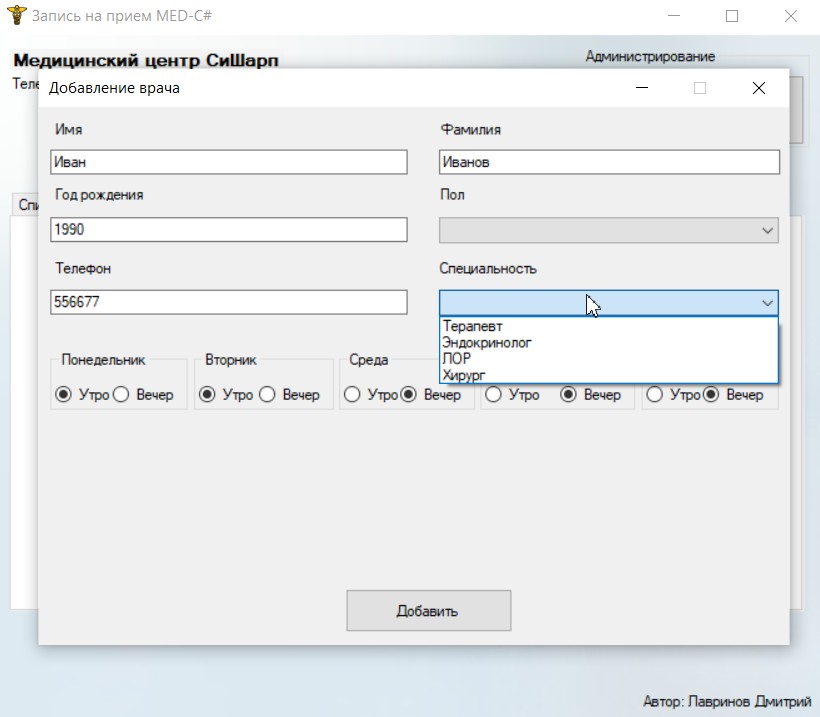 Запись на прием MED-C#
Медицинский центр СиШарп
Администрирование
Добавление врача
Имя
Фамилия
Иван
Иванов
Год рождения
Пол
1990
Телефон
Специальность
556677
Терапевт
Эндокринолог
ЛОР
Хирург
Понедельник Вторник Среда
Утро Вечер Утро Вечер Утро Вечер Утро Вечер Утро Вечер
Добавить
Автор: Лавринов Дмитрий